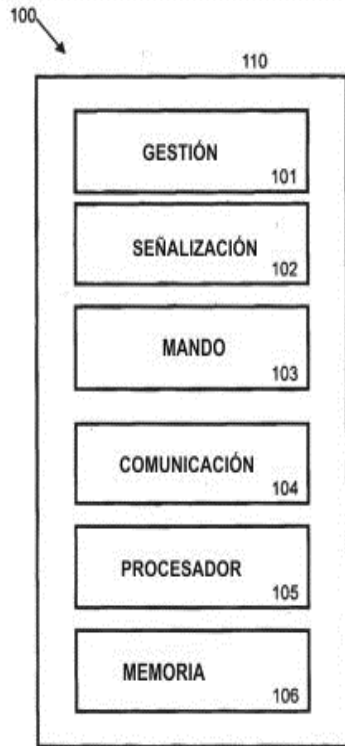 100
110
GESTIÓN
101
SEÑALIZACIÓN
102
MANDO
103
COMUNICACIÓN
104
PROCESADOR
105
MEMORIA
106